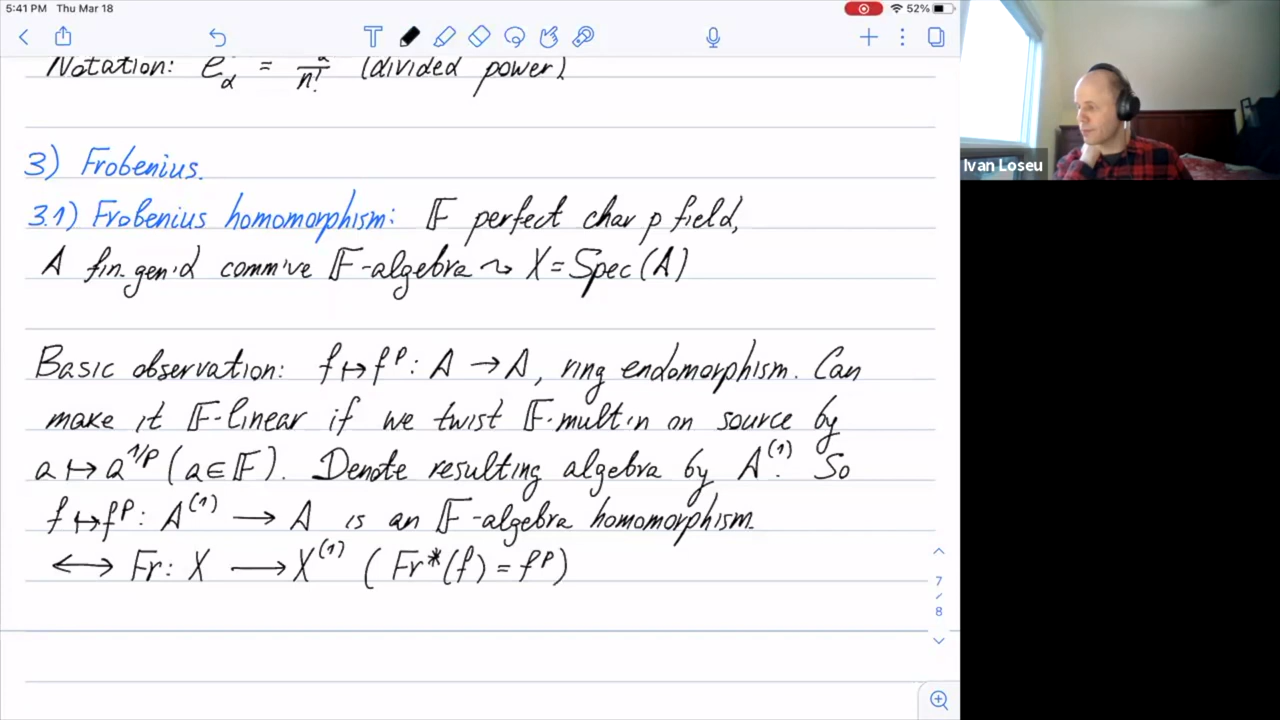 5:41 PM Thu Mar 18
52%
Notation: e_α = /n! (divided power)
3) Frobenius.
3.1) Frobenius homomorphism: 𝔽 perfect char p field,
A fin. gen'd comm'ive 𝔽-algebra ⇝ X = Spec(A)
Basic observation: f ↦ f^p: A → A, ring endomorphism. Can
make it 𝔽-linear if we twist 𝔽-mult'n on source by
a ↦ a^{1/p} (a ∈ 𝔽). Denote resulting algebra by A^{(1)}. So
f ↦ f^p: A^{(1)} → A is an 𝔽-algebra homomorphism.
⟷ Fr: X → X^{(1)} (Fr*(f) = f^p)
7
/
8
Ivan Loseu